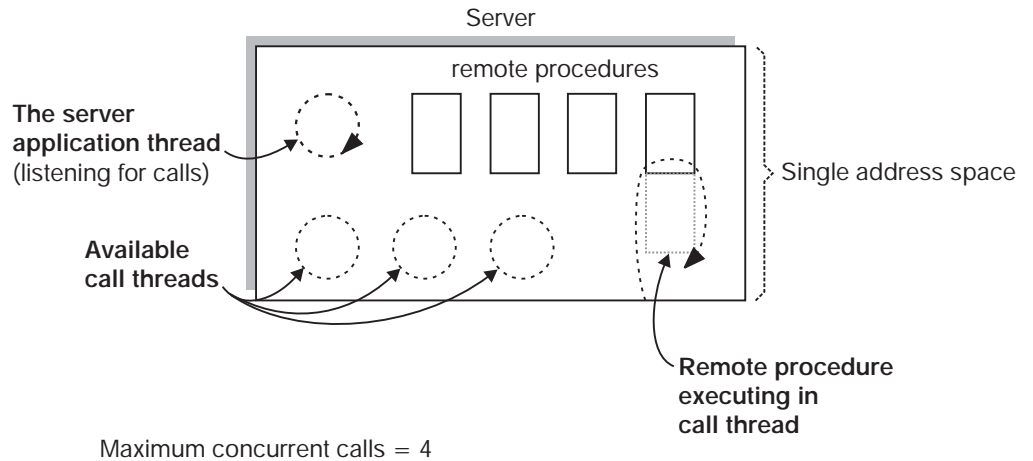 Server
remote procedures
The server
application thread
(listening for calls)
Single address space
Available
call threads
Remote procedure
executing in
call thread
Maximum concurrent calls = 4